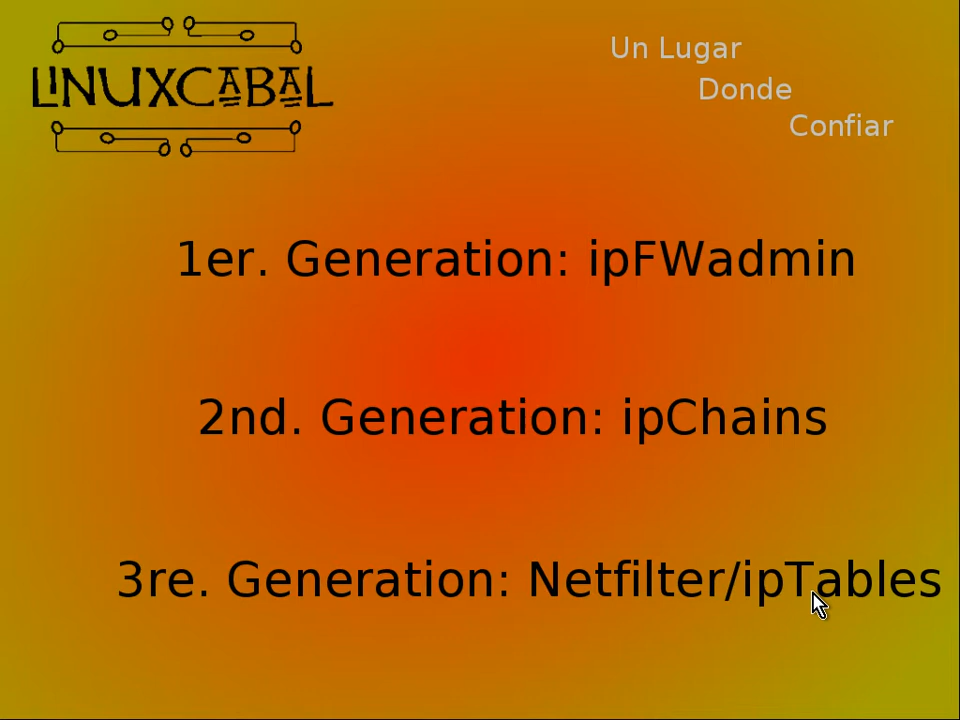 LINUXCABAL
Un Lugar
Donde
Confiar
1er. Generation: ipFWadmin
2nd. Generation: ipChains
3re. Generation: Netfilter/ipTables